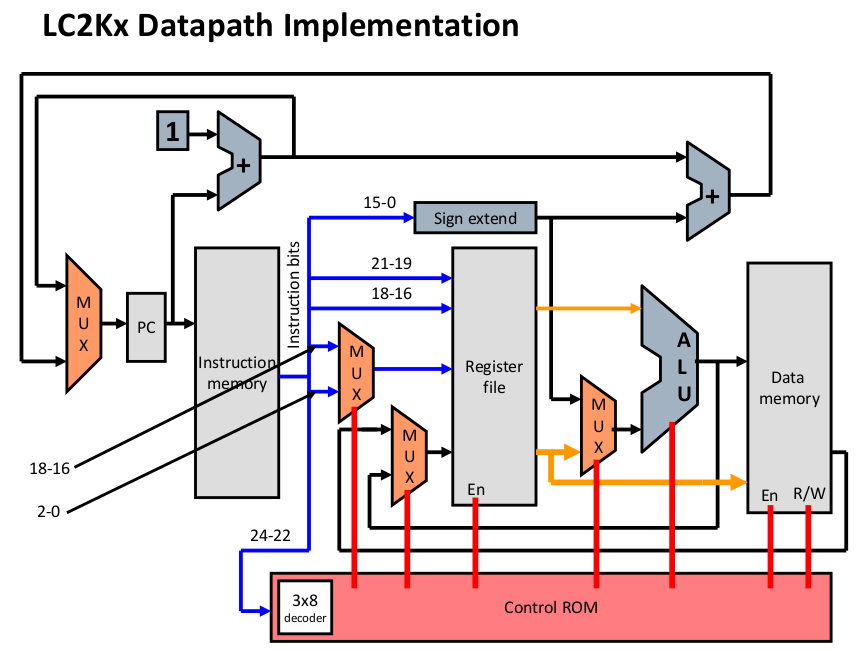 LC2Kx Datapath Implementation
1
+
+
15-0
Sign extend
Instruction bits
21-19
18-16
M
U
X
PC
Instruction
memory
M
U
X
Register
file
A
L
U
Data
memory
M
U
X
M
U
X
18-16
2-0
En
En
R/W
24-22
3x8
decoder
Control ROM